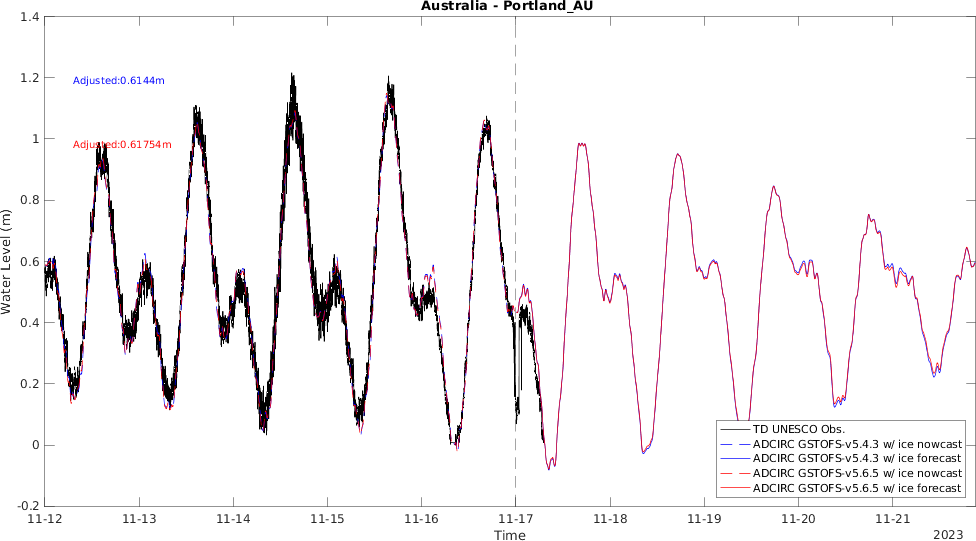 Australia - Portland_AU
1.4
1.2
1
0.8
0.6
0.4
0.2
0
-0.2
Water Level (m)
Adjusted:0.6144m
Adjusted:0.61754m
TD UNESCO Obs.
ADCIRC GSTOFS-v5.4.3 w/ ice nowcast
ADCIRC GSTOFS-v5.4.3 w/ ice forecast
ADCIRC GSTOFS-v5.6.5 w/ ice nowcast
ADCIRC GSTOFS-v5.6.5 w/ ice forecast
11-12 11-13 11-14 11-15 11-16 11-17 11-18 11-19 11-20 11-21
Time
2023